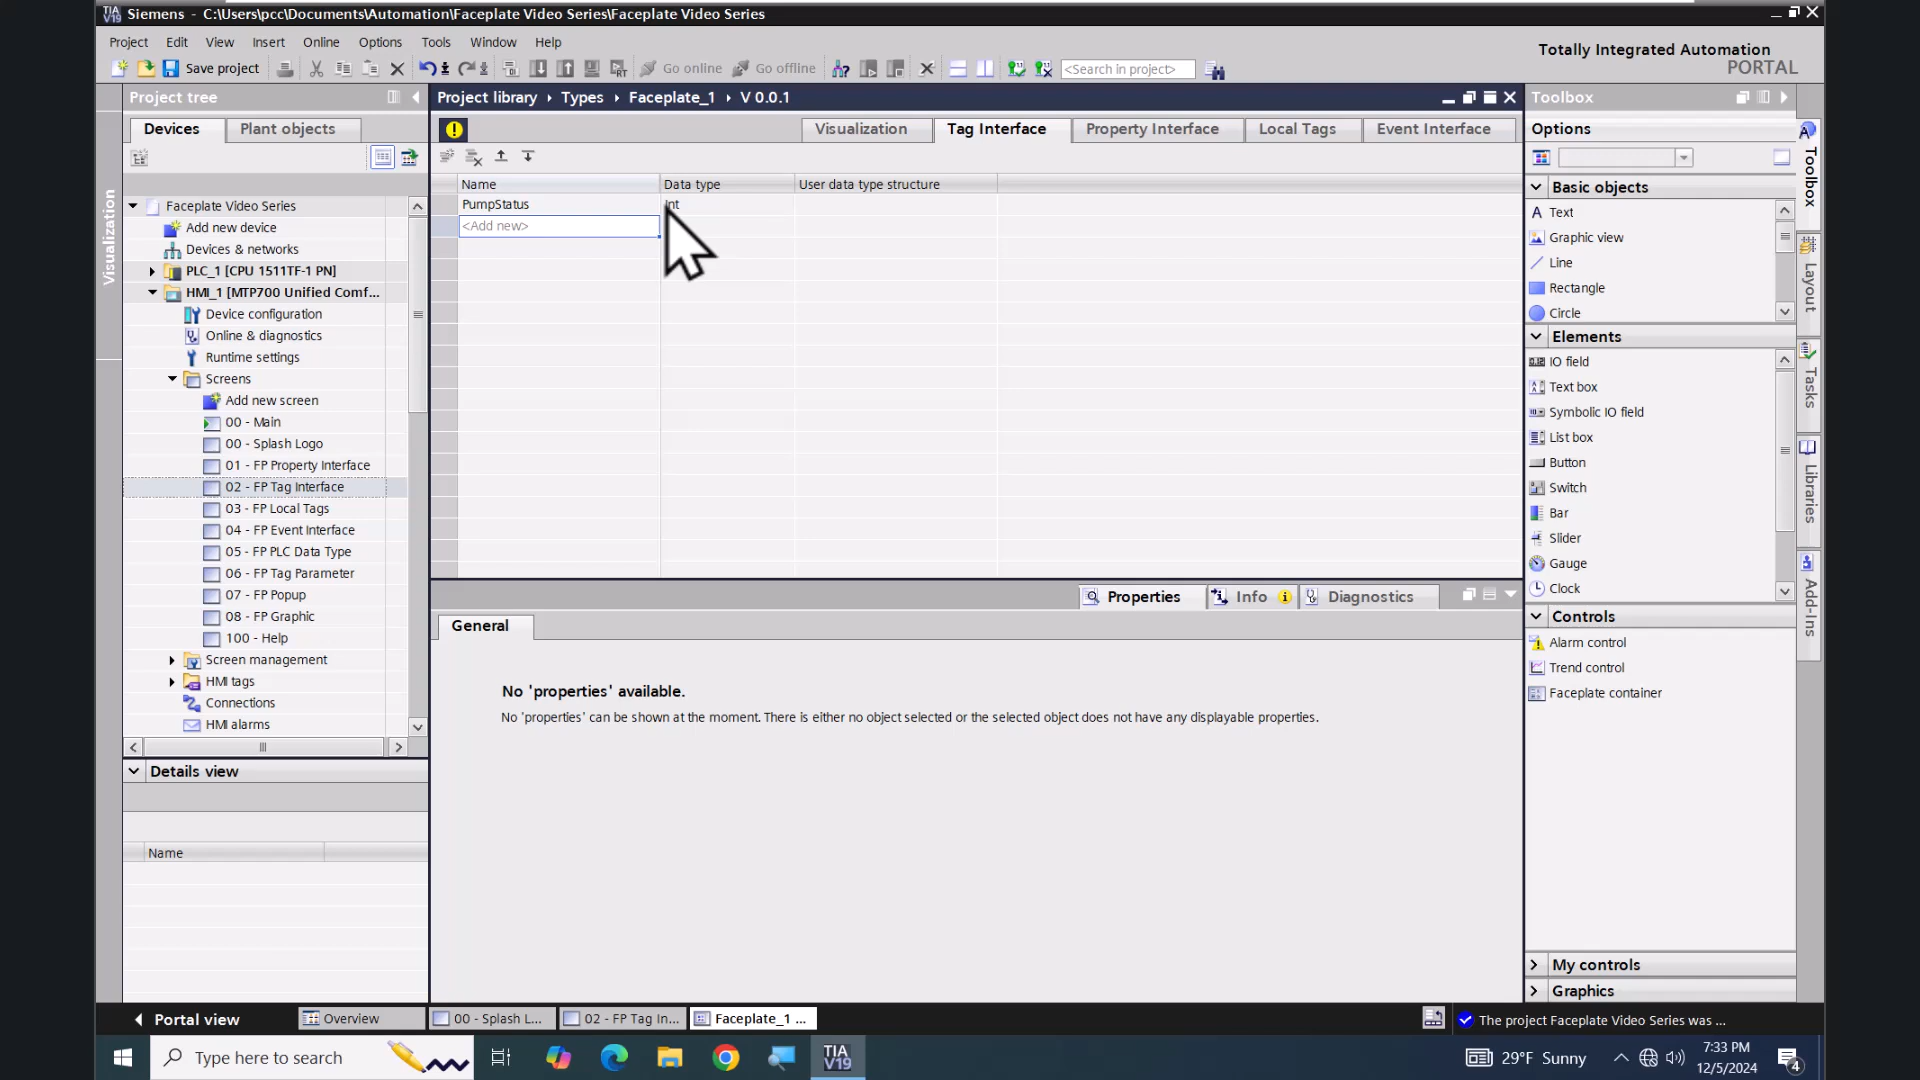 TIA V19 Siemens - C:\Users\pcc\Documents\Automation\Faceplate Video Series\Faceplate Video Series
Project Edit View Insert Online Options Tools Window Help
Totally Integrated Automation
PORTAL
Save project Go online Go offline <Search in project>
Project tree
Project library Types Faceplate_1 V 0.0.1
Toolbox
Devices Plant objects
Visualization Tag Interface Property Interface Local Tags Event Interface
Options
Visualization
Name Data type User data type structure
PumpStatus Int
<Add new>
Faceplate Video Series
Add new device
Devices & networks
PLC_1 [CPU 1511TF-1 PN]
HMI_1 [MTP700 Unified Comf...
Device configuration
Online & diagnostics
Runtime settings
Screens
Add new screen
00 - Main
00 - Splash Logo
01 - FP Property Interface
02 - FP Tag Interface
03 - FP Local Tags
04 - FP Event Interface
05 - FP PLC Data Type
06 - FP Tag Parameter
07 - FP Popup
08 - FP Graphic
100 - Help
Screen management
HMI tags
Connections
HMI alarms
Details view
Name
Properties Info Diagnostics
General
No 'properties' available.
No 'properties' can be shown at the moment. There is either no object selected or the selected object does not have any displayable properties.
Basic objects
Text
Graphic view
Line
Rectangle
Circle
Elements
IO field
Text box
Symbolic IO field
List box
Button
Switch
Bar
Slider
Gauge
Clock
Controls
Alarm control
Trend control
Faceplate container
My controls
Graphics
Toolbox
Layout
Tasks
Libraries
Add-Ins
Portal view Overview 00 - Splash L... 02 - FP Tag In... Faceplate_1 ... The project Faceplate Video Series was ...
Type here to search TIA V19 29°F Sunny 7:33 PM
12/5/2024 4